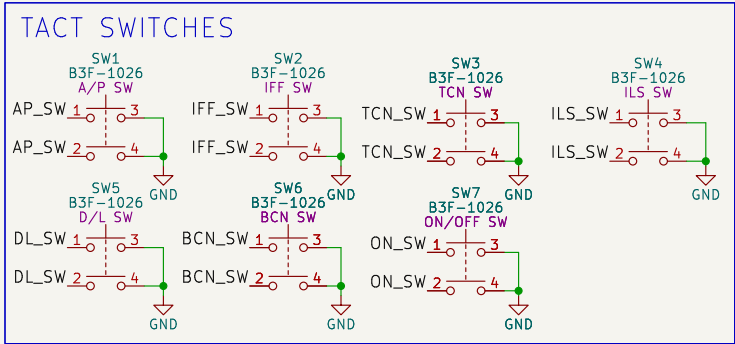 TACT SWITCHES
SW1
B3F-1026
A/P SW
AP_SW 1 3
AP_SW 2 4
GND
SW2
B3F-1026
IFF SW
IFF_SW 1 3
IFF_SW 2 4
GND
SW3
B3F-1026
TCN SW
TCN_SW 1 3
TCN_SW 2 4
GND
SW4
B3F-1026
ILS SW
ILS_SW 1 3
ILS_SW 2 4
GND
SW5
B3F-1026
D/L SW
DL_SW 1 3
DL_SW 2 4
GND
SW6
B3F-1026
BCN SW
BCN_SW 1 3
BCN_SW 2 4
GND
SW7
B3F-1026
ON/OFF SW
ON_SW 1 3
ON_SW 2 4
GND